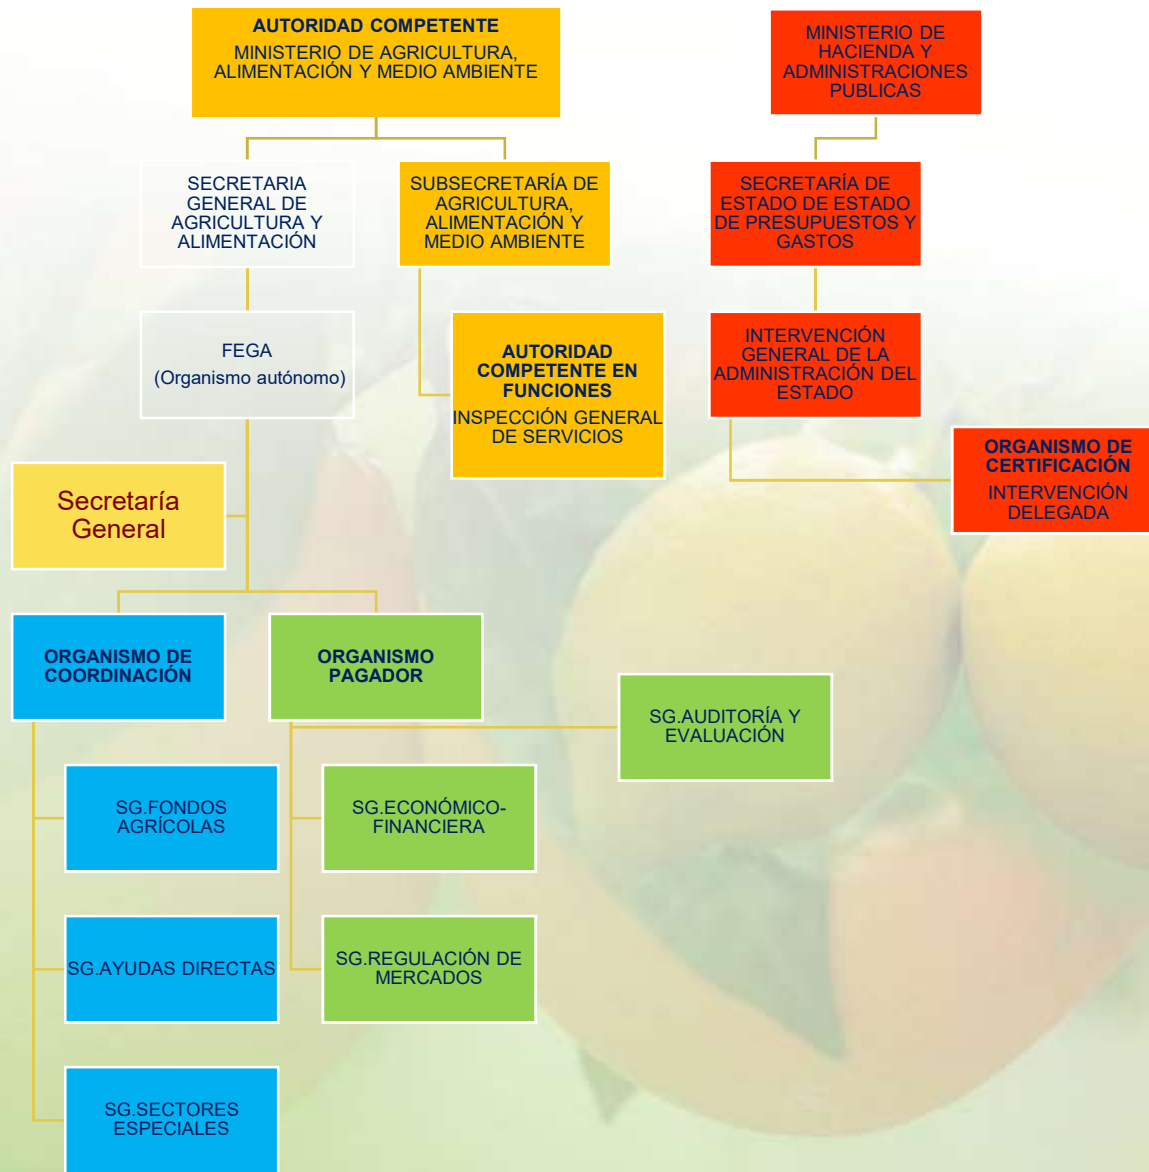 AUTORIDAD COMPETENTE
MINISTERIO DE AGRICULTURA,
ALIMENTACIÓN Y MEDIO AMBIENTE
MINISTERIO DE
HACIENDA Y
ADMINISTRACIONES
PUBLICAS
SECRETARIA
GENERAL DE
AGRICULTURA Y
ALIMENTACIÓN
SUBSECRETARÍA DE
AGRICULTURA,
ALIMENTACIÓN Y
MEDIO AMBIENTE
SECRETARÍA DE
ESTADO DE ESTADO
DE PRESUPUESTOS Y
GASTOS
FEGA
(Organismo autónomo)
AUTORIDAD
COMPETENTE EN
FUNCIONES
INSPECCIÓN GENERAL
DE SERVICIOS
INTERVENCIÓN
GENERAL DE LA
ADMINISTRACIÓN DEL
ESTADO
ORGANISMO DE
CERTIFICACIÓN
INTERVENCIÓN
DELEGADA
Secretaría
General
ORGANISMO DE
COORDINACIÓN
ORGANISMO
PAGADOR
SG.AUDITORÍA Y
EVALUACIÓN
SG.FONDOS
AGRÍCOLAS
SG.ECONÓMICO-
FINANCIERA
SG.AYUDAS DIRECTAS
SG.REGULACIÓN DE
MERCADOS
SG.SECTORES
ESPECIALES